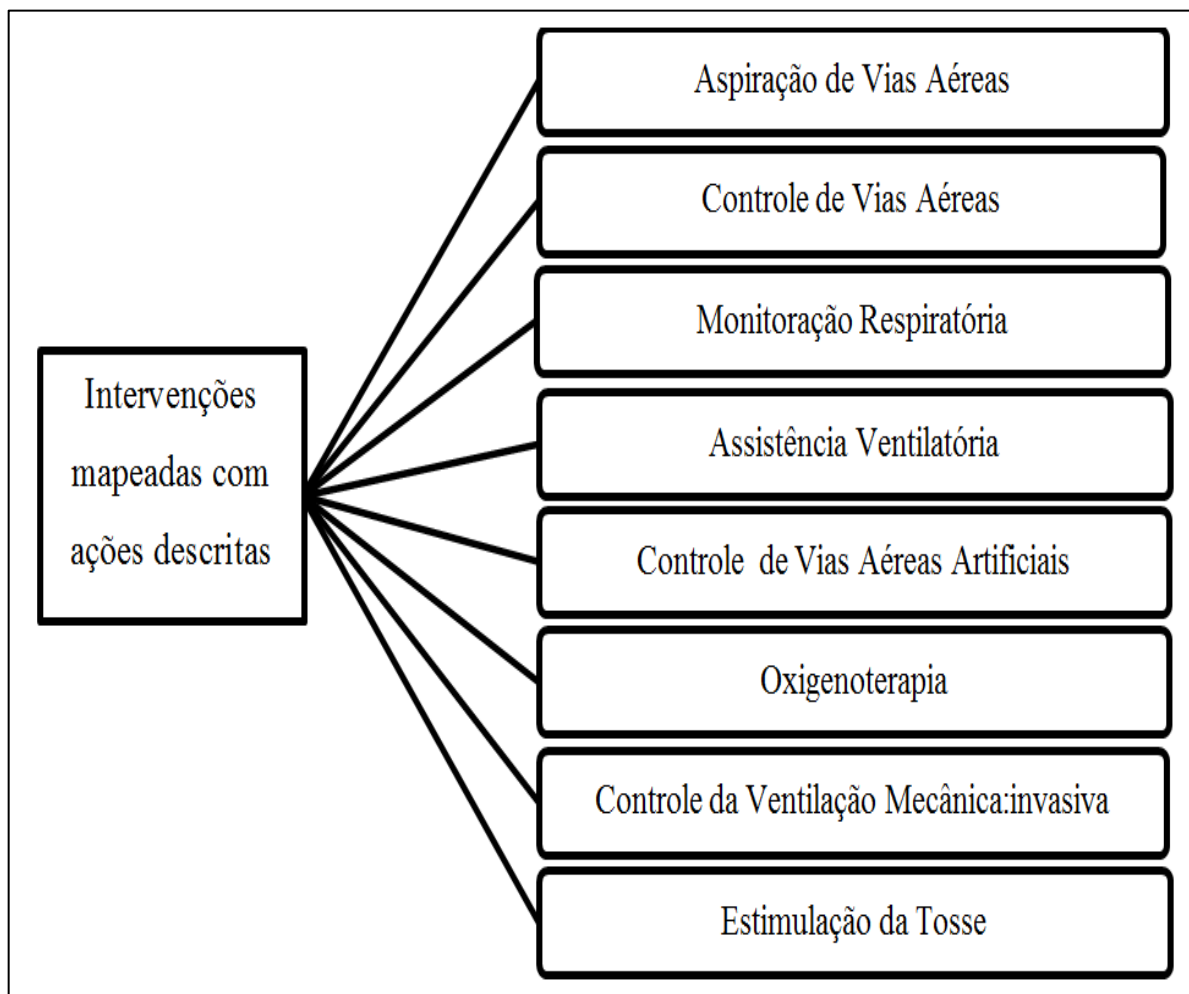 Intervenções
mapeadas com
ações descritas
Aspiração de Vias Aéreas
Controle de Vias Aéreas
Monitoração Respiratória
Assistência Ventilatória
Controle de Vias Aéreas Artificiais
Oxigenoterapia
Controle da Ventilação Mecânica:invasiva
Estimulação da Tosse